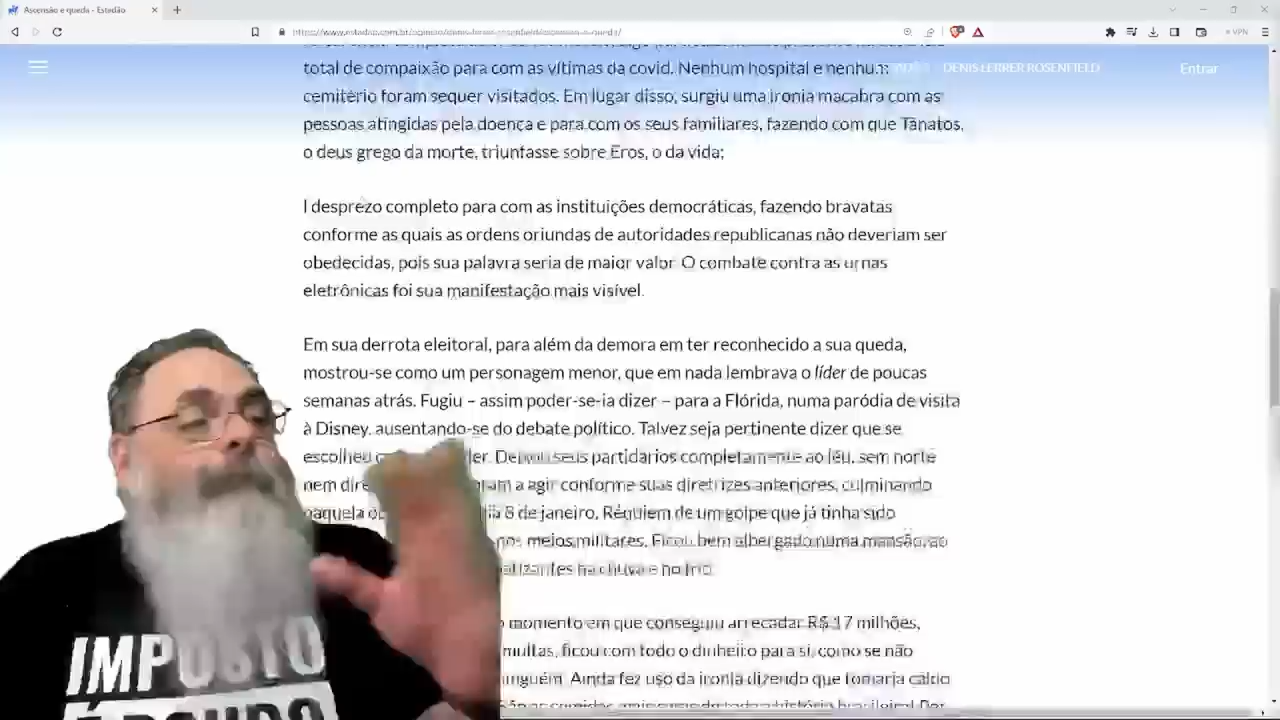 Ascensão e queda - Estadão
VPN
DENIS LERRER ROSENFIELD
Entrar
total de compaixão para com as vítimas da covid. Nenhum hospital e nenhum
cemitério foram sequer visitados. Em lugar disso, surgiu uma ironia macabra com as
pessoas atingidas pela doença e para com os seus familiares, fazendo com que Tânatos,
o deus grego da morte, triunfasse sobre Eros, o da vida;
l desprezo completo para com as instituições democráticas, fazendo bravatas
conforme as quais as ordens oriundas de autoridades republicanas não deveriam ser
obedecidas, pois sua palavra seria de maior valor. O combate contra as urnas
eletrônicas foi sua manifestação mais visível.
Em sua derrota eleitoral, para além da demora em ter reconhecido a sua queda,
mostrou-se como um personagem menor, que em nada lembrava o líder de poucas
semanas atrás. Fugiu – assim poder-se-ia dizer – para a Flórida, numa paródia de visita
à Disney, ausentando-se do debate político. Talvez seja pertinente dizer que se
escolheu seus partidários completamente ao léu, sem norte
nem a agir conforme suas diretrizes anteriores, culminando
naquela 8 de janeiro, Réquiem de um golpe que já tinha sido
meios militares. Ficou bem albergado numa mansão, ao
na chuva e no frio.
momento em que conseguiu arrecadar R$ 17 milhões,
multas, ficou com todo o dinheiro para si, como se não
ninguém. Ainda fez uso da ironia dizendo que tomaria caldo
IMPOSTO
É ROUBO